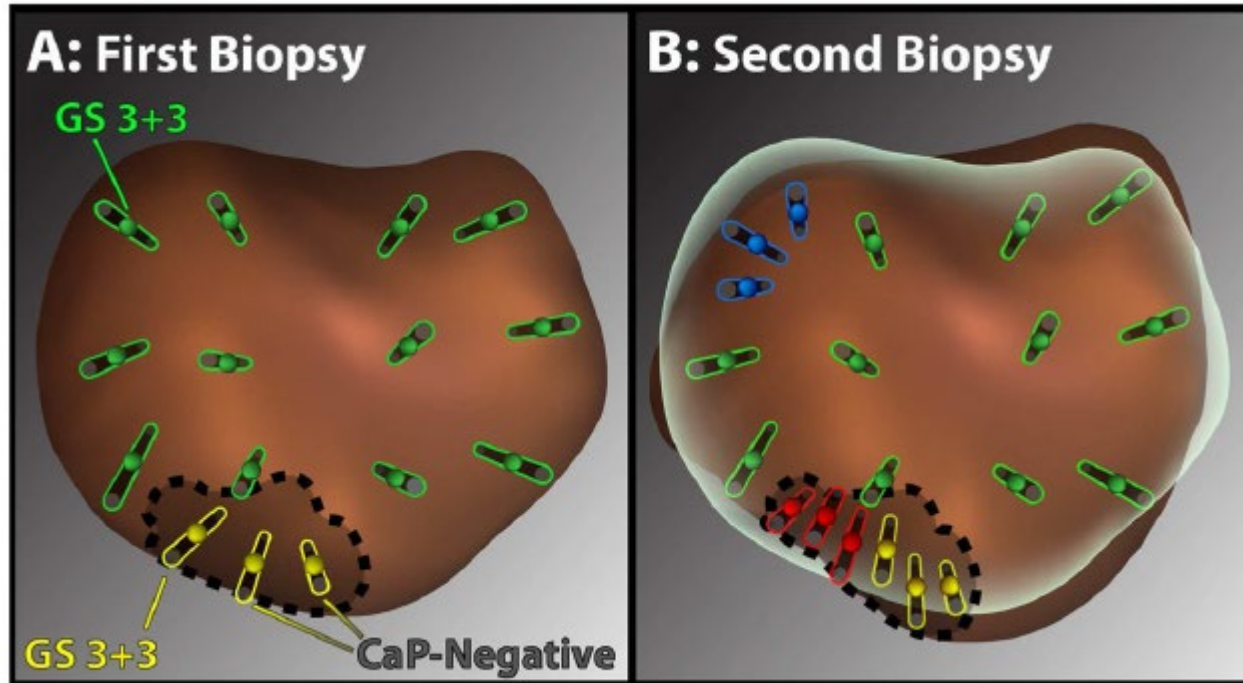 A: First Biopsy
GS 3+3
GS 3+3
CaP-Negative
B: Second Biopsy